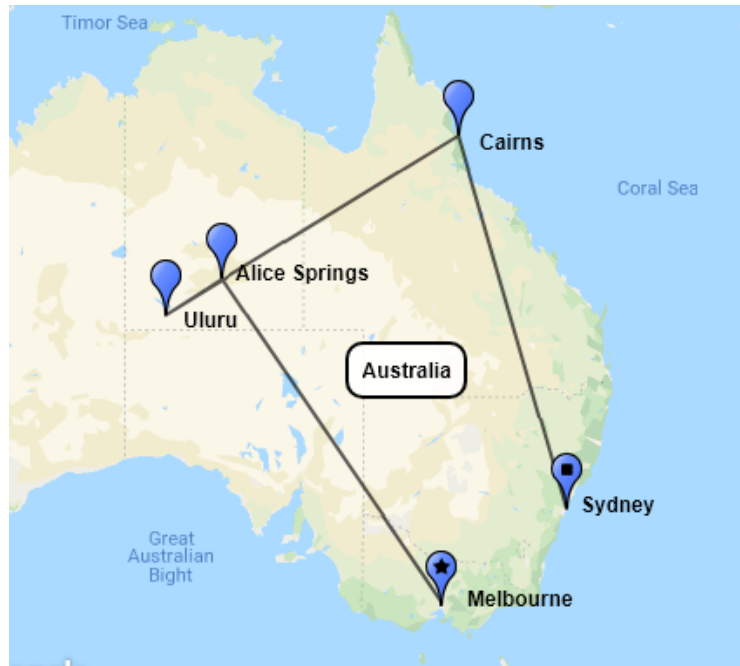 Timor Sea
Cairns
Coral Sea
Alice Springs
Uluru
Australia
Sydney
Great
Australian
Bight
Melbourne